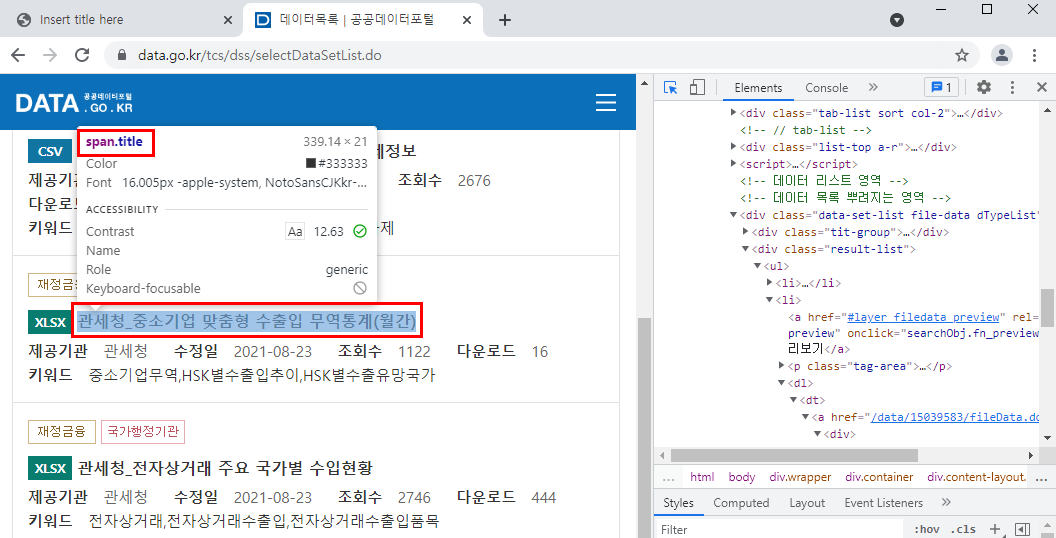 Insert title here
데이터목록 | 공공데이터포털
data.go.kr/tcs/dss/selectDataSetList.do
DATA 공공데이터포털
.GO.KR
span.title 339.14 × 21
Color #333333
Font 16.005px -apple-system, NotoSansCJKkr-...
ACCESSIBILITY
Contrast Aa 12.63
Name
Role generic
Keyboard-focusable
CSV 세정보
제공기관 조회수 2676
다운로드
키워드 제
재정금융
XLSX 관세청_중소기업 맞춤형 수출입 무역통계(월간)
제공기관 관세청 수정일 2021-08-23 조회수 1122 다운로드 16
키워드 중소기업무역,HSK별수출입추이,HSK별수출유망국가
재정금융 국가행정기관
XLSX 관세청_전자상거래 주요 국가별 수입현황
제공기관 관세청 수정일 2021-08-23 조회수 2746 다운로드 444
키워드 전자상거래,전자상거래수출입,전자상거래수출입품목
Elements Console » 1
<div class="tab-list sort col-2">…</div>
<!-- // tab-list -->
<div class="list-top a-r">…</div>
<script>…</script>
<!-- 데이터 리스트 영역 -->
<!-- 데이터 목록 뿌려지는 영역 -->
<div class="data-set-list file-data dTypeList"
<div class="tit-group">…</div>
<div class="result-list">
<ul>
<li>…</li>
<li>
<a href="#layer_filedata_preview" rel=
preview" onclick="searchObj.fn_preview
리보기</a>
<p class="tag-area">…</p>
<dl>
<dt>
<a href="/data/15039583/fileData.do
<div>
… html body div.wrapper div.container div.content-layout. …
Styles Computed Layout Event Listeners »
Filter :hov .cls +